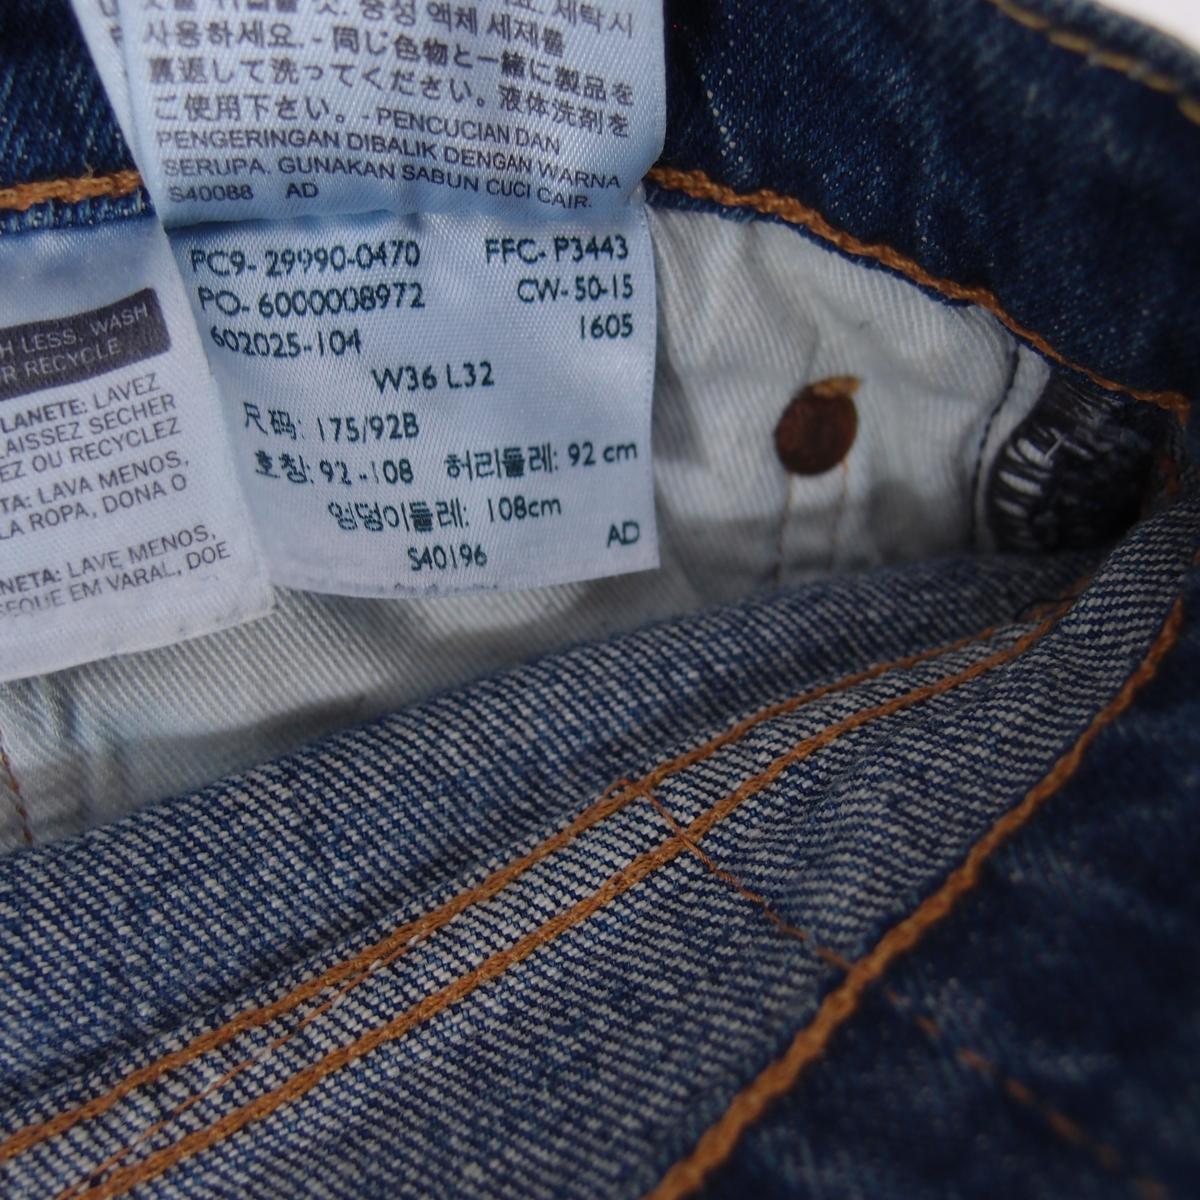 사용하세요. - 同じ色物と一緒に製品を
裏返して洗ってください。液体洗剤を
ご使用下さい。 - PENCUCIAN DAN
PENGERINGAN DIBALIK DENGAN WARNA
SERUPA. GUNAKAN SABUN CUCI CAIR.
S40088 AD
PC9- 29990-0470 FFC- P3443
PO- 6000008972 CW- 50-15
602025-104 1605
W36 L32
尺码: 175/92B
호칭: 92 -108 허리둘레: 92 cm
엉덩이둘레: 108cm
S40196 AD
H LESS, WASH
R RECYCLE
LANETE: LAVEZ
AISSEZ SÉCHER
EZ OU RECYCLEZ
TA: LAVA MENOS,
LA ROPA, DONA O
NETA: LAVE MENOS,
SEQUE EM VARAL, DOE